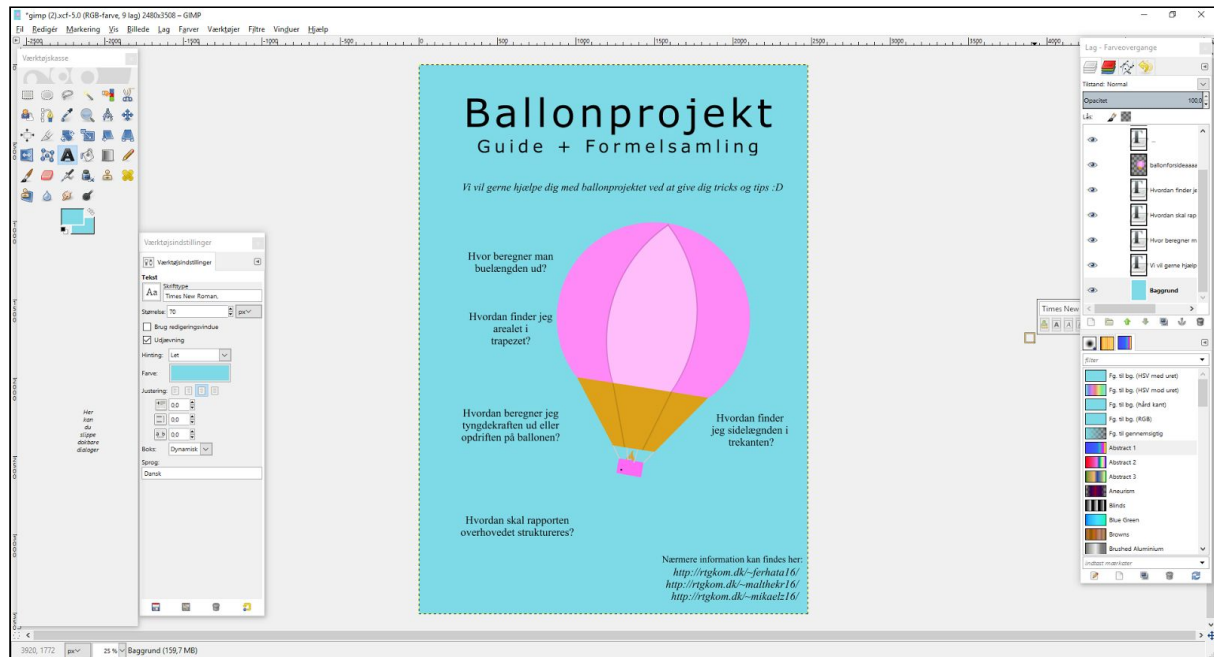 *gimp (2).xcf-5.0 (RGB-farve, 9 lag) 2480x3508 – GIMP
Fil Redigér Markering Vis Billede Lag Farver Værktøjer Filtre Vinduer Hjælp
Værktøjskasse
Her
kan
du
slippe
dokbare
dialoger
Værktøjsindstillinger
Værktøjsindstillinger
Tekst
Skrifttype
Aa
Times New Roman,
Størrelse: 70
px
Brug redigeringsvindue
Udjævning
Hinting: Let
Farve:
Justering:
0,0
0,0
0,0
Boks: Dynamisk
Sprog:
Dansk
Ballonprojekt
Guide + Formelsamling
Vi vil gerne hjælpe dig med ballonprojektet ved at give dig tricks og tips :D
Hvor beregner man
buelængden ud?
Hvordan finder jeg
arealet i
trapezet?
Hvordan beregner jeg
tyngdekraften ud eller
opdriften på ballonen?
Hvordan finder
jeg sidelægnden i
trekanten?
Hvordan skal rapporten
overhovedet struktureres?
Nærmere information kan findes her:
http://rtgkom.dk/~ferhata16/
http://rtgkom.dk/~malthekr16/
http://rtgkom.dk/~mikaelz16/
Times New
Lag - Farveovergange
Tilstand: Normal
Opacitet 100,0
Lås:
ballonforsideaaaa
Hvordan finder je
Hvordan skal rap
Hvor beregner m
Vi vil gerne hjælp
Baggrund
filter
Fg. til bg. (HSV med uret)
Fg. til bg. (HSV mod uret)
Fg. til bg. (hård kant)
Fg. til bg. (RGB)
Fg. til gennemsigtig
Abstract 1
Abstract 2
Abstract 3
Aneurism
Blinds
Blue Green
Browns
Brushed Aluminium
indtast mærkater
3920, 1772 px 25 % Baggrund (159,7 MB)